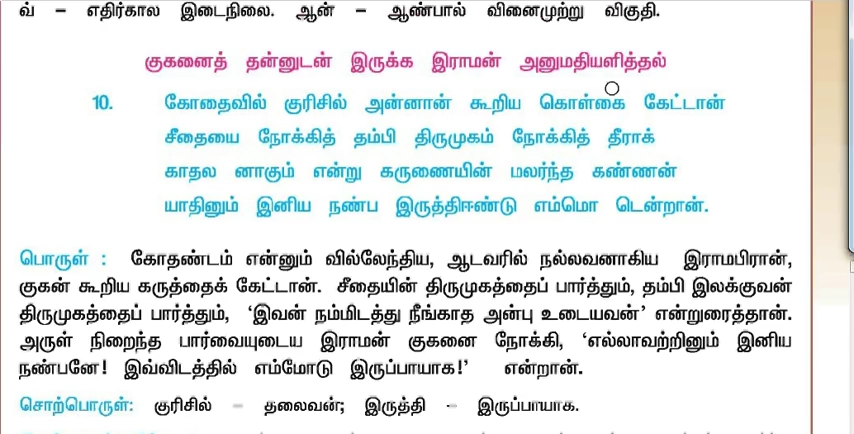 வ் – எதிர்கால இடைநிலை. ஆன் – ஆண்பால் வினைமுற்று விகுதி.
குகனைத் தன்னுடன் இருக்க இராமன் அனுமதியளித்தல்
10. கோதைவில் குரிசில் அன்னான் கூறிய கொள்கை கேட்டான்
சீதையை நோக்கித் தம்பி திருமுகம் நோக்கித் தீராக்
காதல னாகும் என்று கருணையின் மலர்ந்த கண்ணன்
யாதினும் இனிய நண்ப இருத்திஈண்டு எம்மொ டென்றான்.
பொருள் : கோதண்டம் என்னும் வில்லேந்திய, ஆடவரில் நல்லவனாகிய இராமபிரான்,
குகன் கூறிய கருத்தைக் கேட்டான். சீதையின் திருமுகத்தைப் பார்த்தும், தம்பி இலக்குவன்
திருமுகத்தைப் பார்த்தும், ‘இவன் நம்மிடத்து நீங்காத அன்பு உடையவன்’ என்றுரைத்தான்.
அருள் நிறைந்த பார்வையுடைய இராமன் குகனை நோக்கி, ‘எல்லாவற்றினும் இனிய
நண்பனே! இவ்விடத்தில் எம்மோடு இருப்பாயாக!’ என்றான்.
சொற்பொருள்: குரிசில் – தலைவன்; இருத்தி - இருப்பாயாக.